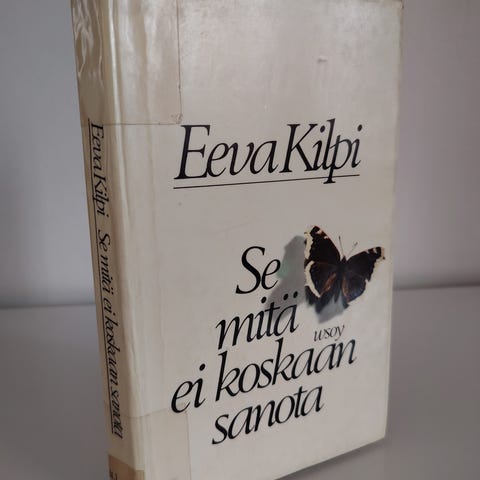 Eeva Kilpi
Se
mitä
wsoy
ei koskaan
sanota
Eeva Kilpi Se mitä ei koskaan sanota